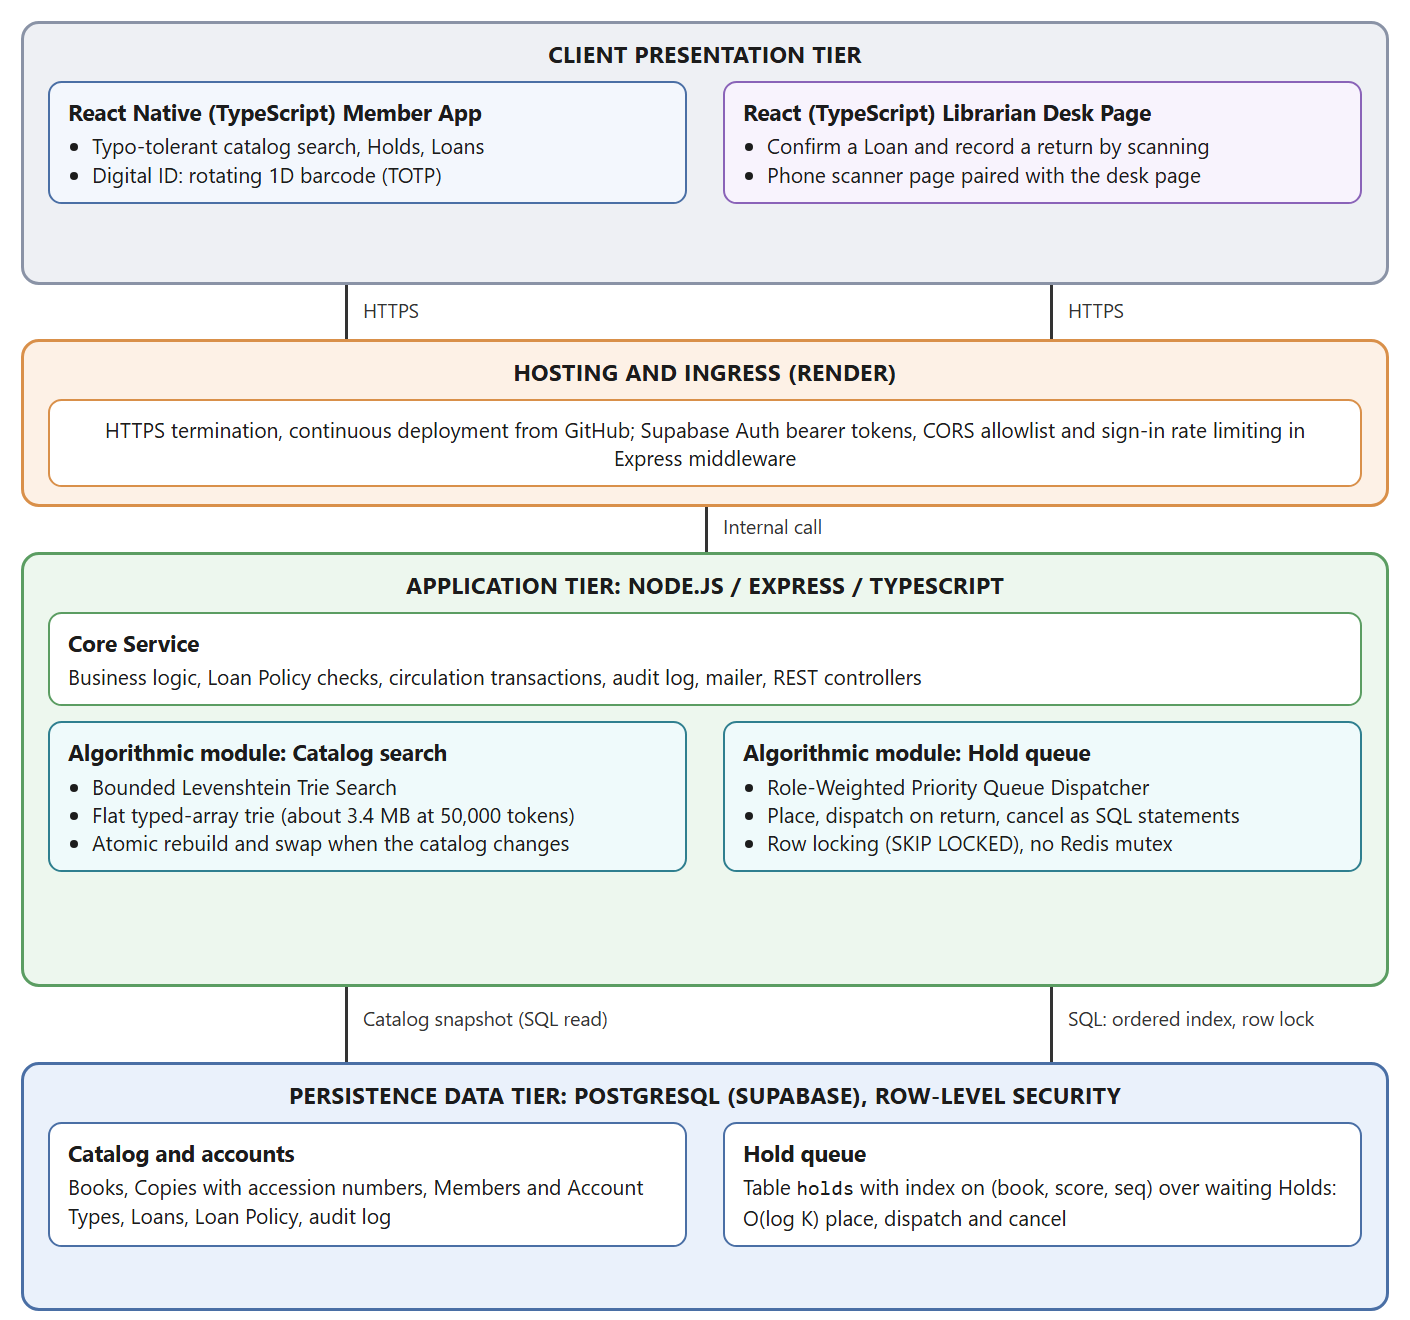 CLIENT PRESENTATION TIER
React Native (TypeScript) Member App
• Typo-tolerant catalog search, Holds, Loans
• Digital ID: rotating 1D barcode (TOTP)
React (TypeScript) Librarian Desk Page
• Confirm a Loan and record a return by scanning
• Phone scanner page paired with the desk page
HTTPS
HTTPS
HOSTING AND INGRESS (RENDER)
HTTPS termination, continuous deployment from GitHub; Supabase Auth bearer tokens, CORS allowlist and sign-in rate limiting in
Express middleware
Internal call
APPLICATION TIER: NODE.JS / EXPRESS / TYPESCRIPT
Core Service
Business logic, Loan Policy checks, circulation transactions, audit log, mailer, REST controllers
Algorithmic module: Catalog search
• Bounded Levenshtein Trie Search
• Flat typed-array trie (about 3.4 MB at 50,000 tokens)
• Atomic rebuild and swap when the catalog changes
Algorithmic module: Hold queue
• Role-Weighted Priority Queue Dispatcher
• Place, dispatch on return, cancel as SQL statements
• Row locking (SKIP LOCKED), no Redis mutex
Catalog snapshot (SQL read)
SQL: ordered index, row lock
PERSISTENCE DATA TIER: POSTGRESQL (SUPABASE), ROW-LEVEL SECURITY
Catalog and accounts
Books, Copies with accession numbers, Members and Account
Types, Loans, Loan Policy, audit log
Hold queue
Table holds with index on (book, score, seq) over waiting Holds:
O(log K) place, dispatch and cancel